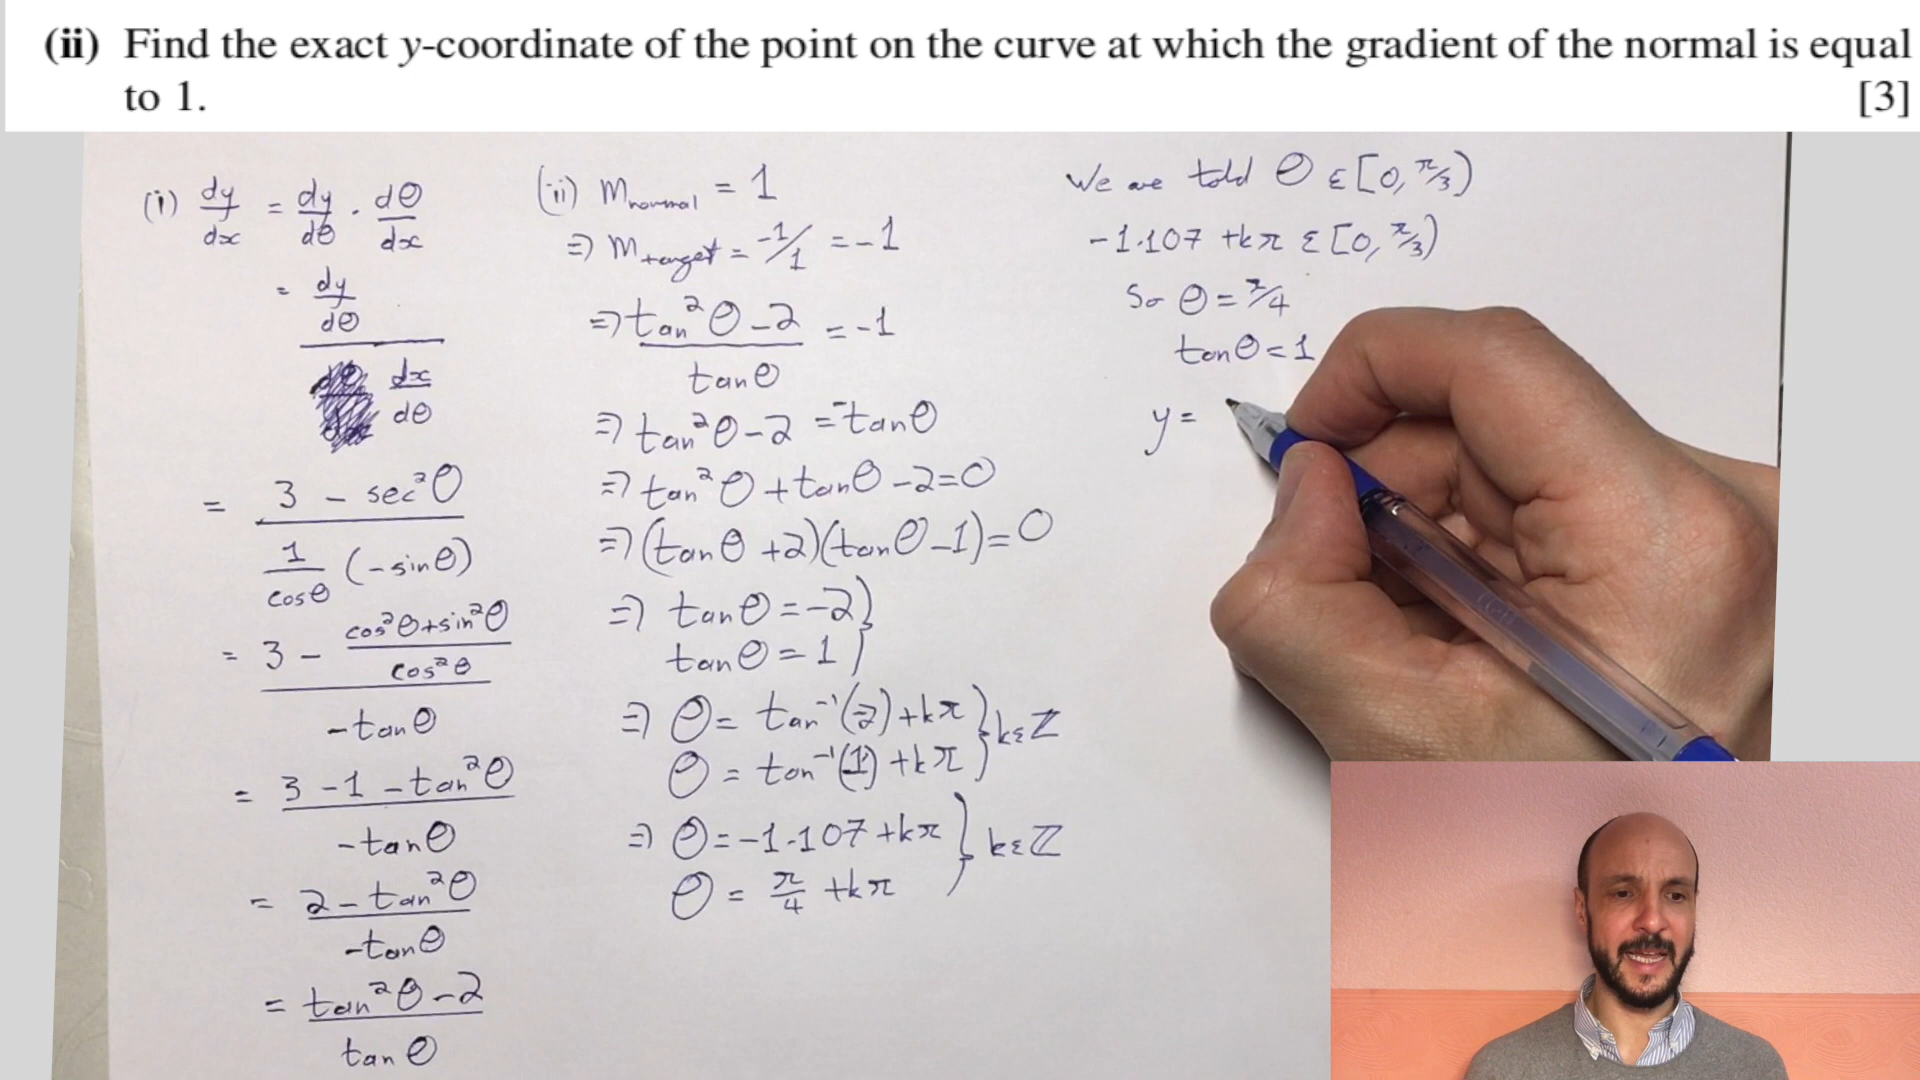 (ii) Find the exact y-coordinate of the point on the curve at which the gradient of the normal is equal
to 1. [3]
(i) dy/dx = dy/dθ · dθ/dx
= dy/dθ
dx/dθ
= 3 - sec²θ
1/cosθ (-sinθ)
= 3 - cos²θ+sin²θ/cos²θ
-tanθ
= 3-1-tan²θ
-tanθ
= 2-tan²θ
-tanθ
= tan²θ-2
tanθ
(ii) Mnormal = 1
⇒ Mtanget = -1/1 = -1
⇒ tan²θ-2 = -1
tanθ
⇒ tan²θ-2 = -tanθ
⇒ tan²θ+tanθ-2=0
⇒ (tanθ+2)(tanθ-1)=0
⇒ tanθ=-2}
tanθ=1}
⇒ θ= tan⁻¹(-2)+kπ} k∈Z
θ = tan⁻¹(1)+kπ}
⇒ θ=-1.107+kπ} k∈Z
θ = π/4 +kπ}
We are told θ ∈ [0, π/3)
-1.107 +kπ ∈ [0, π/3)
So θ = π/4
tanθ=1
y =